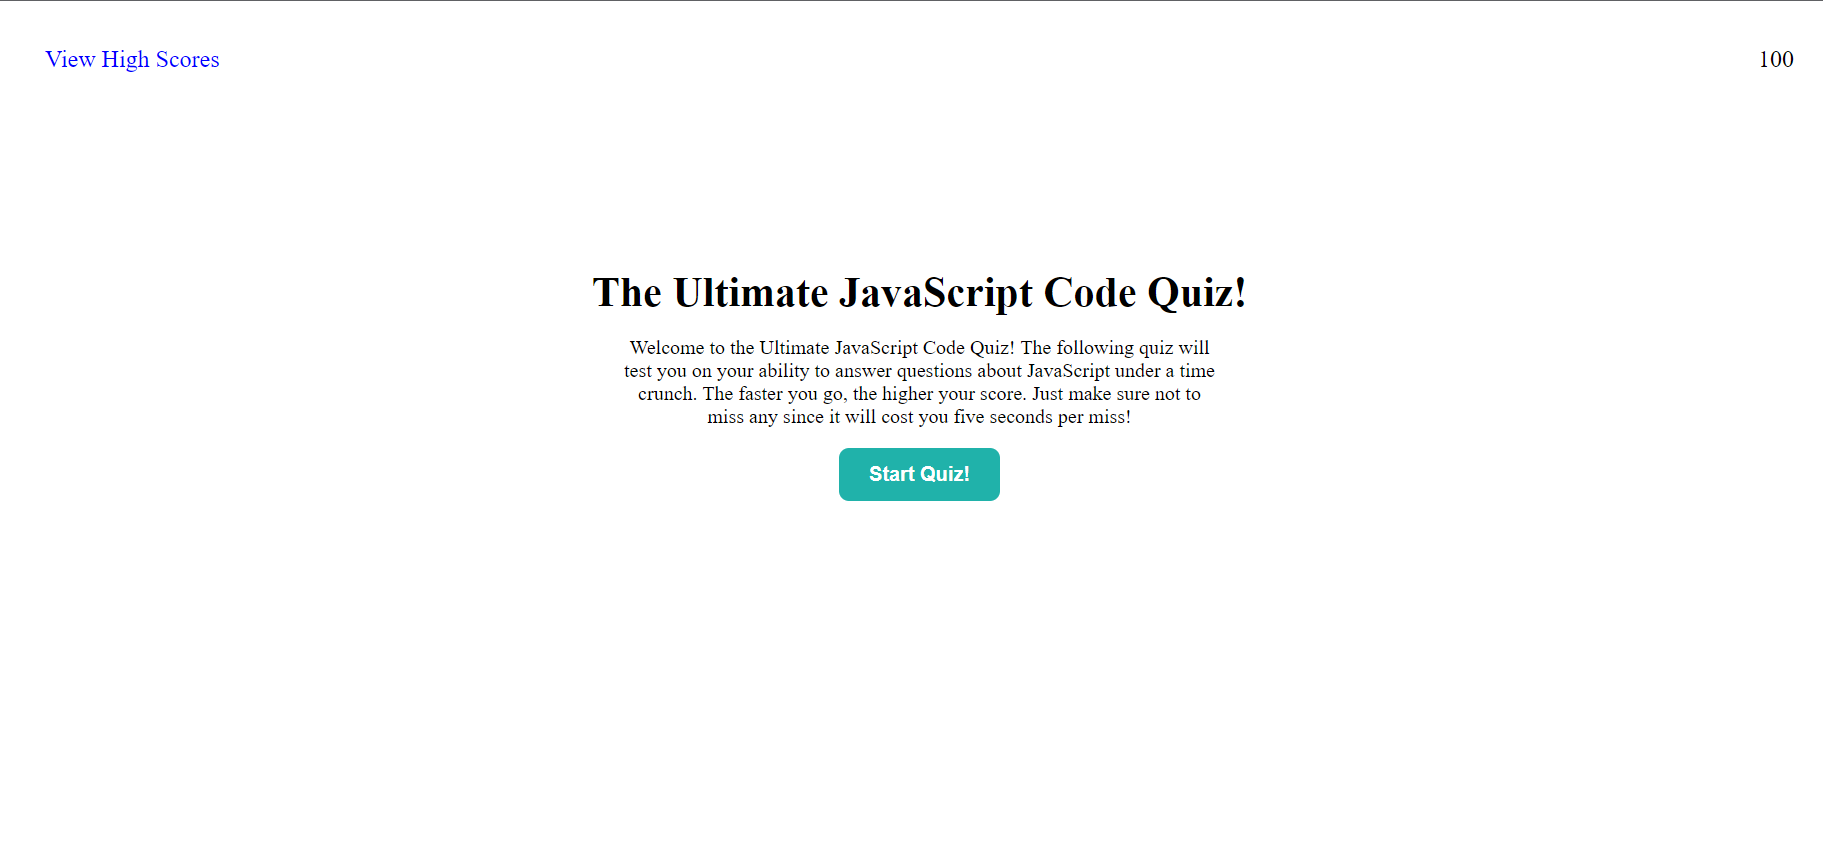 View High Scores
100
The Ultimate JavaScript Code Quiz!
Welcome to the Ultimate JavaScript Code Quiz! The following quiz will
test you on your ability to answer questions about JavaScript under a time
crunch. The faster you go, the higher your score. Just make sure not to
miss any since it will cost you five seconds per miss!
Start Quiz!